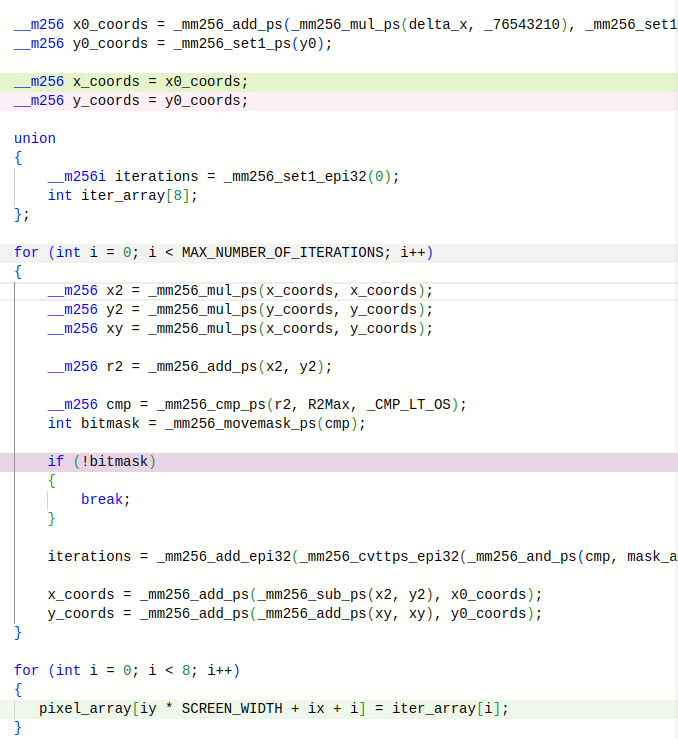 __m256 x0_coords = _mm256_add_ps(_mm256_mul_ps(delta_x, _76543210), _mm256_set1
__m256 y0_coords = _mm256_set1_ps(y0);
__m256 x_coords = x0_coords;
__m256 y_coords = y0_coords;
union
{
__m256i iterations = _mm256_set1_epi32(0);
int iter_array[8];
};
for (int i = 0; i < MAX_NUMBER_OF_ITERATIONS; i++)
{
__m256 x2 = _mm256_mul_ps(x_coords, x_coords);
__m256 y2 = _mm256_mul_ps(y_coords, y_coords);
__m256 xy = _mm256_mul_ps(x_coords, y_coords);
__m256 r2 = _mm256_add_ps(x2, y2);
__m256 cmp = _mm256_cmp_ps(r2, R2Max, _CMP_LT_OS);
int bitmask = _mm256_movemask_ps(cmp);
if (!bitmask)
{
break;
}
iterations = _mm256_add_epi32(_mm256_cvttps_epi32(_mm256_and_ps(cmp, mask_a
x_coords = _mm256_add_ps(_mm256_sub_ps(x2, y2), x0_coords);
y_coords = _mm256_add_ps(_mm256_add_ps(xy, xy), y0_coords);
}
for (int i = 0; i < 8; i++)
{
pixel_array[iy * SCREEN_WIDTH + ix + i] = iter_array[i];
}